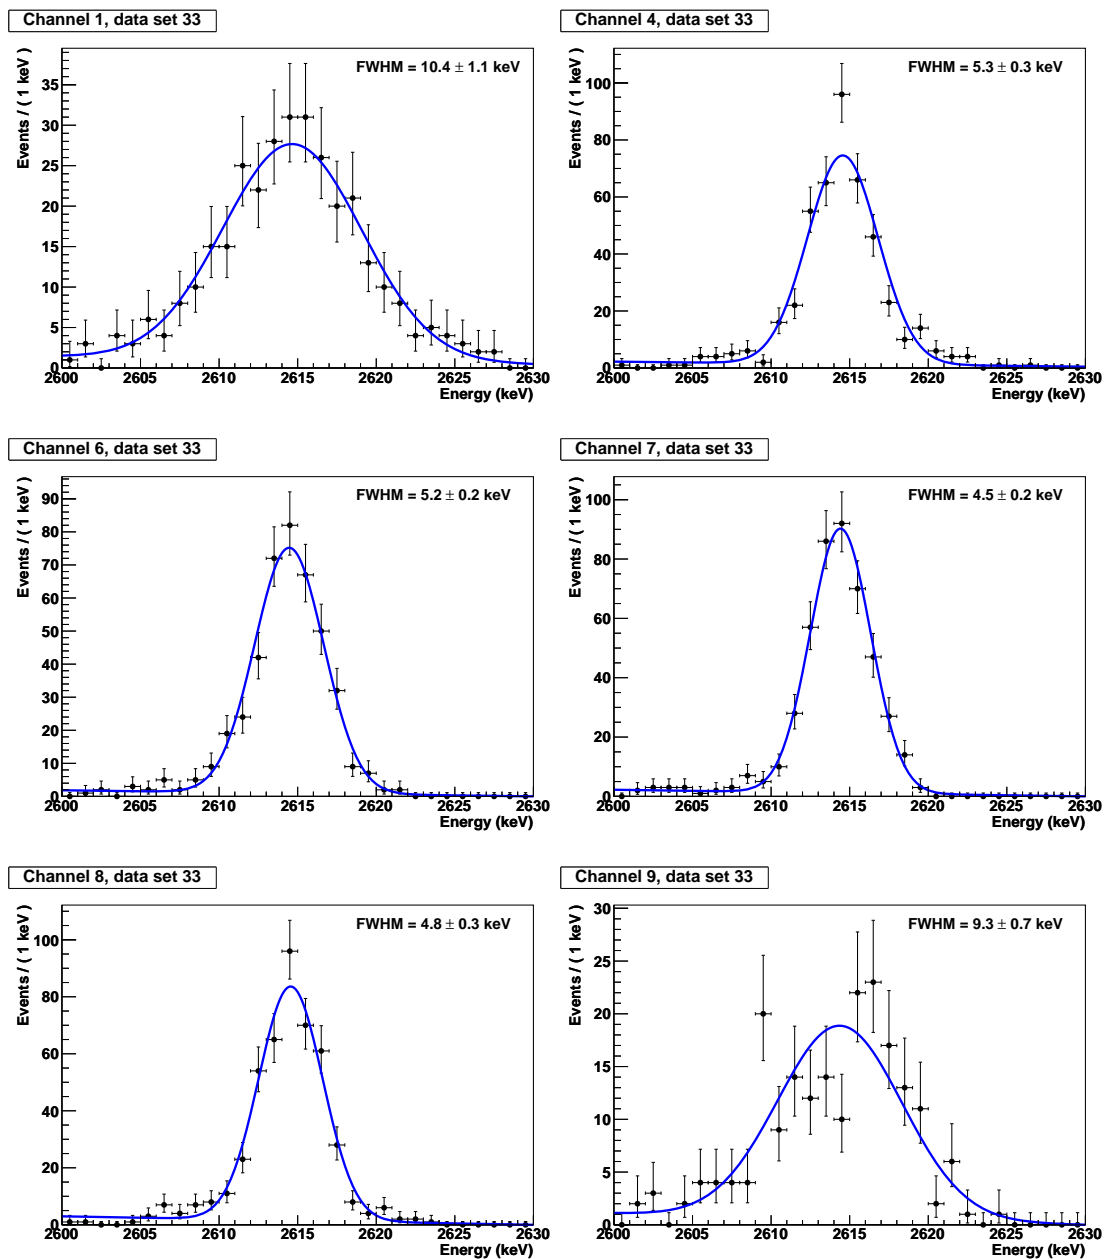 Channel 1, data set 33
FWHM = 10.4 ± 1.1 keV
Events / ( 1 keV )
35
30
25
20
15
10
5
0
2600 2605 2610 2615 2620 2625 2630
Energy (keV)
Channel 4, data set 33
FWHM = 5.3 ± 0.3 keV
Events / ( 1 keV )
100
80
60
40
20
0
2600 2605 2610 2615 2620 2625 2630
Energy (keV)
Channel 6, data set 33
FWHM = 5.2 ± 0.2 keV
Events / ( 1 keV )
90
80
70
60
50
40
30
20
10
0
2600 2605 2610 2615 2620 2625 2630
Energy (keV)
Channel 7, data set 33
FWHM = 4.5 ± 0.2 keV
Events / ( 1 keV )
100
80
60
40
20
0
2600 2605 2610 2615 2620 2625 2630
Energy (keV)
Channel 8, data set 33
FWHM = 4.8 ± 0.3 keV
Events / ( 1 keV )
100
80
60
40
20
0
2600 2605 2610 2615 2620 2625 2630
Energy (keV)
Channel 9, data set 33
FWHM = 9.3 ± 0.7 keV
Events / ( 1 keV )
30
25
20
15
10
5
0
2600 2605 2610 2615 2620 2625 2630
Energy (keV)